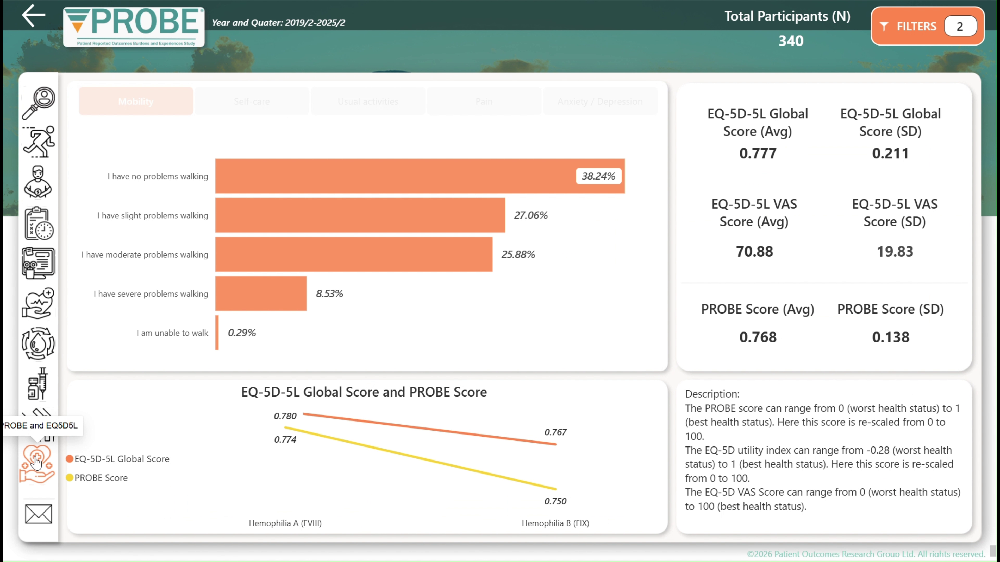 PROBE®
Patient Reported Outcomes Burdens and Experiences Study
Year and Quater: 2019/2-2025/2
Total Participants (N)
340
FILTERS 2
Mobility
Self-care
Usual activities
Pain
Anxiety / Depression
I have no problems walking
38.24%
I have slight problems walking
27.06%
I have moderate problems walking
25.88%
I have severe problems walking
8.53%
I am unable to walk
0.29%
EQ-5D-5L Global
Score (Avg)
0.777
EQ-5D-5L Global
Score (SD)
0.211
EQ-5D-5L VAS
Score (Avg)
70.88
EQ-5D-5L VAS
Score (SD)
19.83
PROBE Score (Avg)
0.768
PROBE Score (SD)
0.138
ROBE and EQ5D5L
EQ-5D-5L Global Score and PROBE Score
0.780
0.774
0.767
0.750
EQ-5D-5L Global Score
PROBE Score
Hemophilia A (FVIII)
Hemophilia B (FIX)
Description:
The PROBE score can range from 0 (worst health status) to 1
(best health status). Here this score is re-scaled from 0 to
100.
The EQ-5D utility index can range from -0.28 (worst health
status) to 1 (best health status). Here this score is re-scaled
from 0 to 100.
The EQ-5D VAS Score can range from 0 (worst health status)
to 100 (best health status).
©2026 Patient Outcomes Research Group Ltd. All rights reserved.